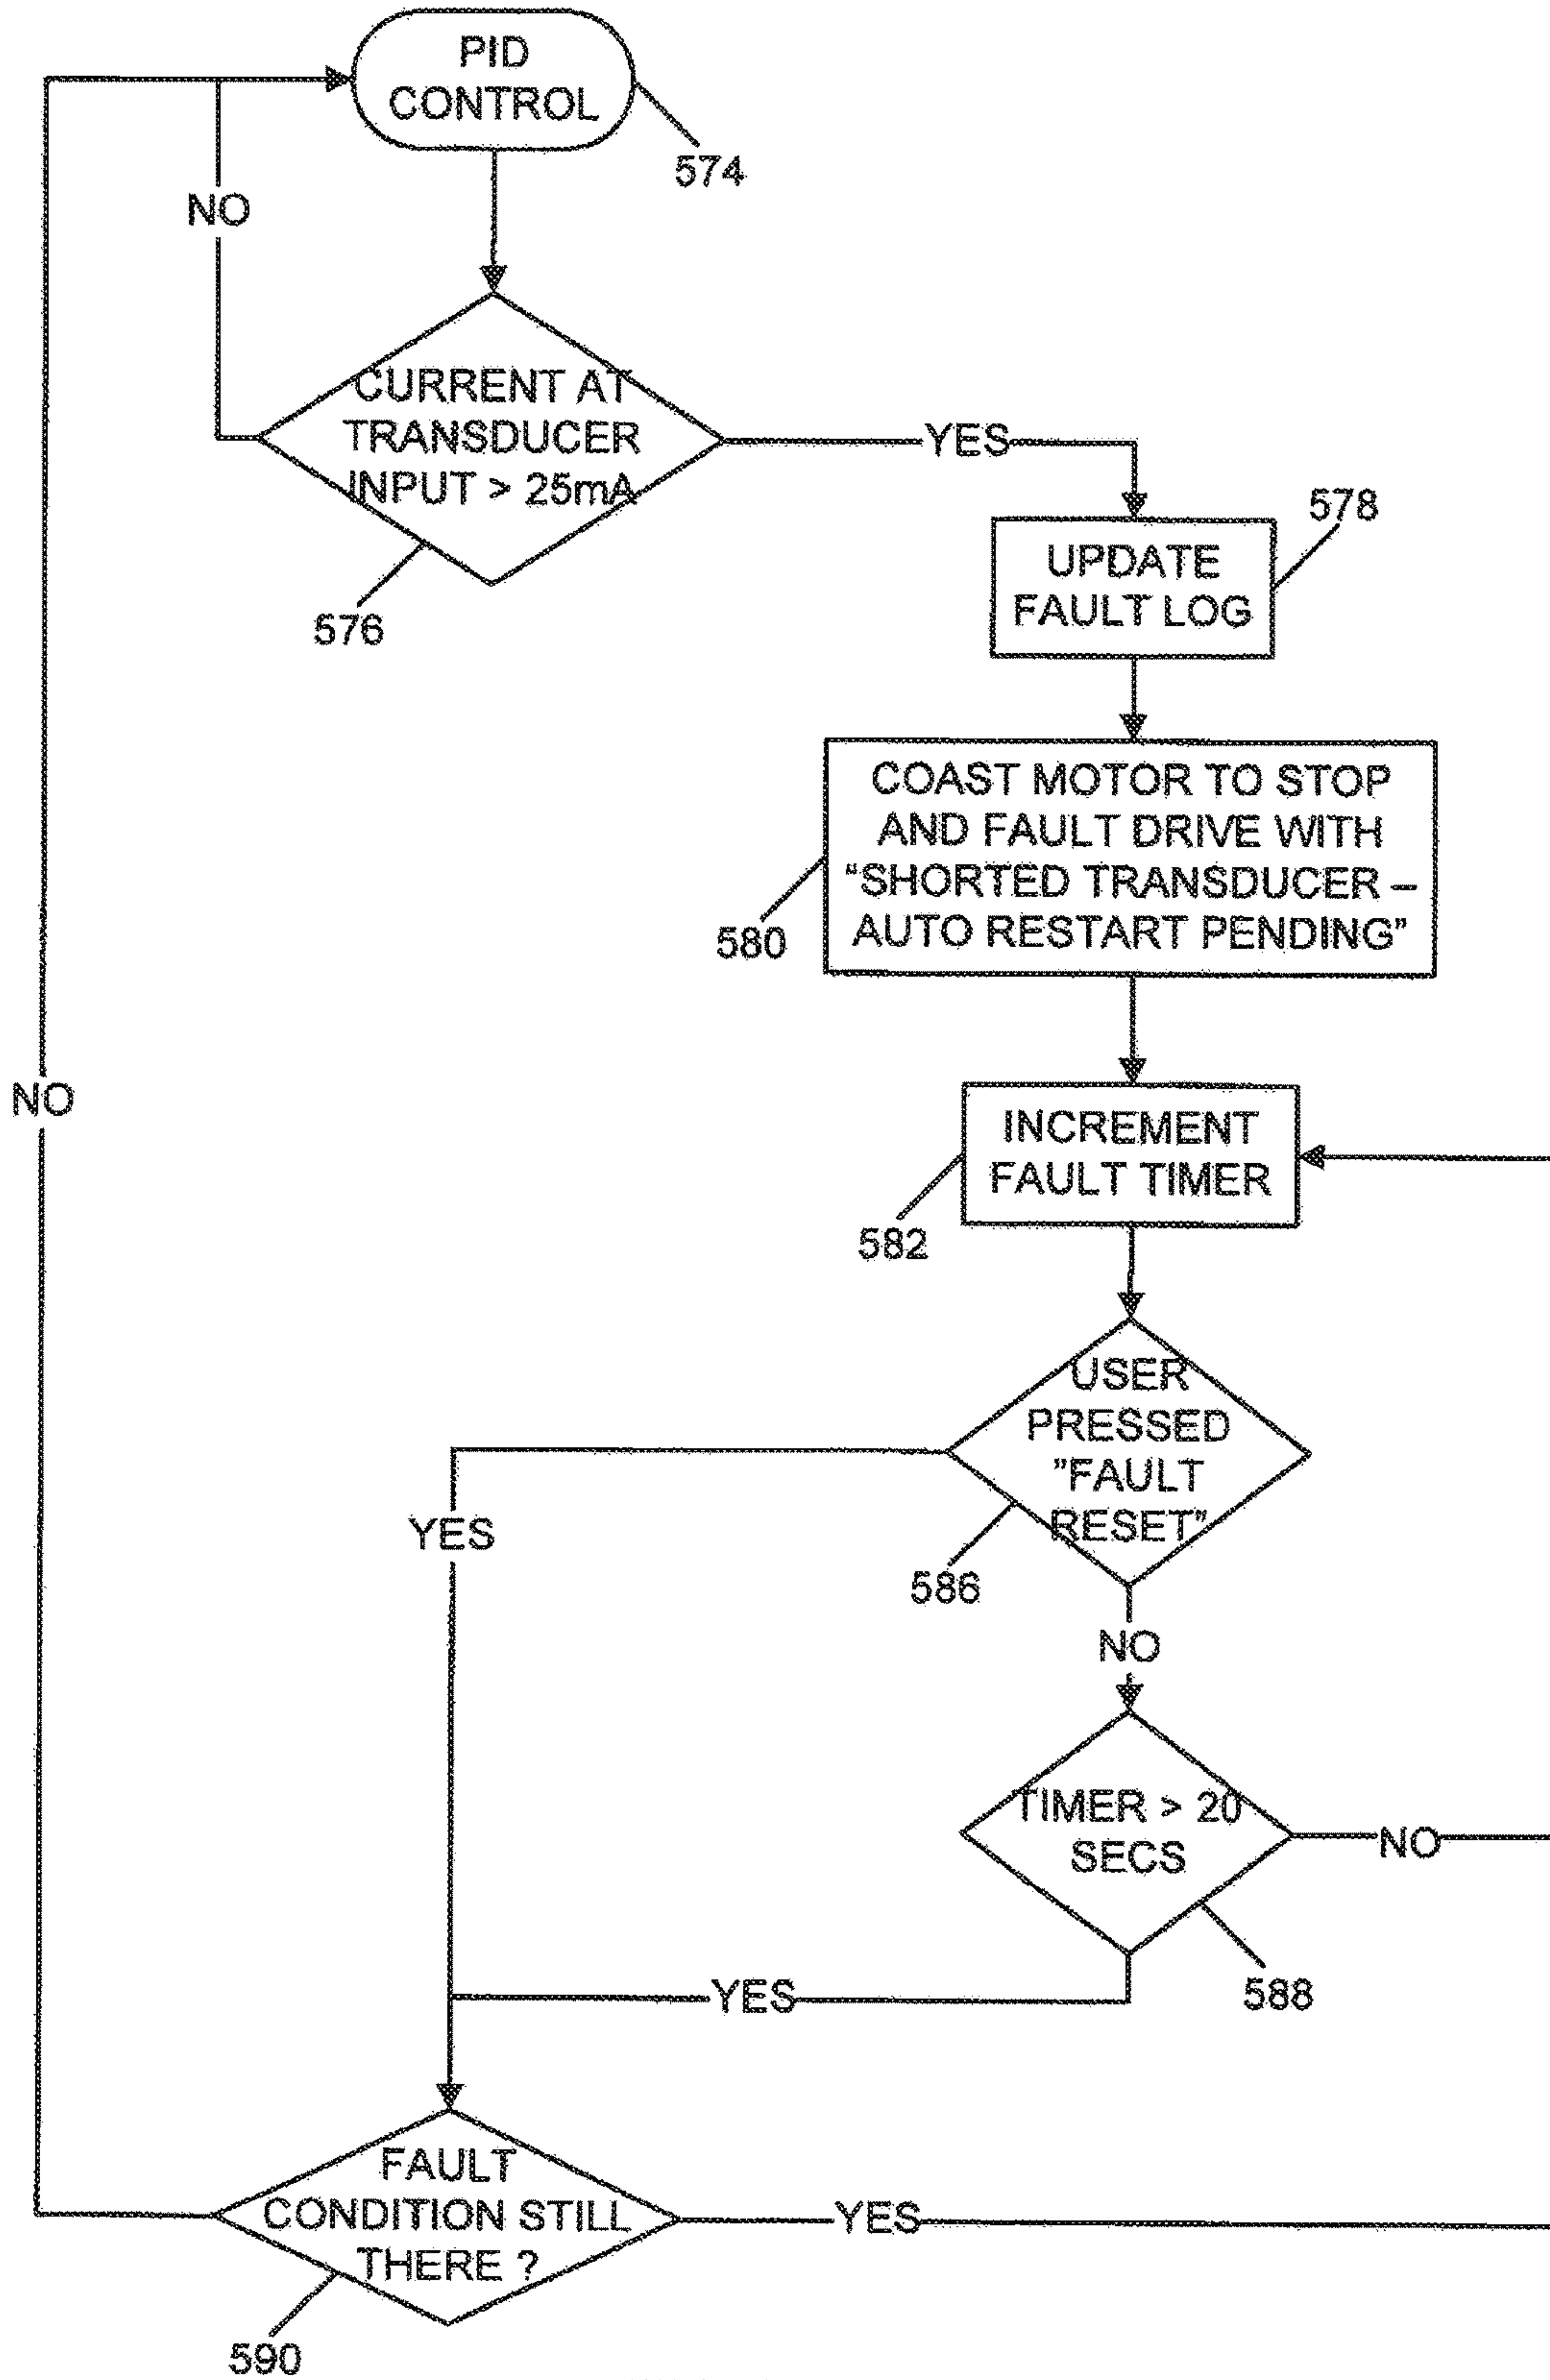 PID
CONTROL
574
NO
CURRENT AT
TRANSDUCER
INPUT > 25mA
YES
576
578
UPDATE
FAULT LOG
COAST MOTOR TO STOP
AND FAULT DRIVE WITH
“SHORTED TRANSDUCER –
AUTO RESTART PENDING”
580
NO
INCREMENT
FAULT TIMER
582
USER
PRESSED
”FAULT
RESET”
YES
586
NO
TIMER > 20
SECS
NO
YES
588
FAULT
CONDITION STILL
THERE ?
YES
590